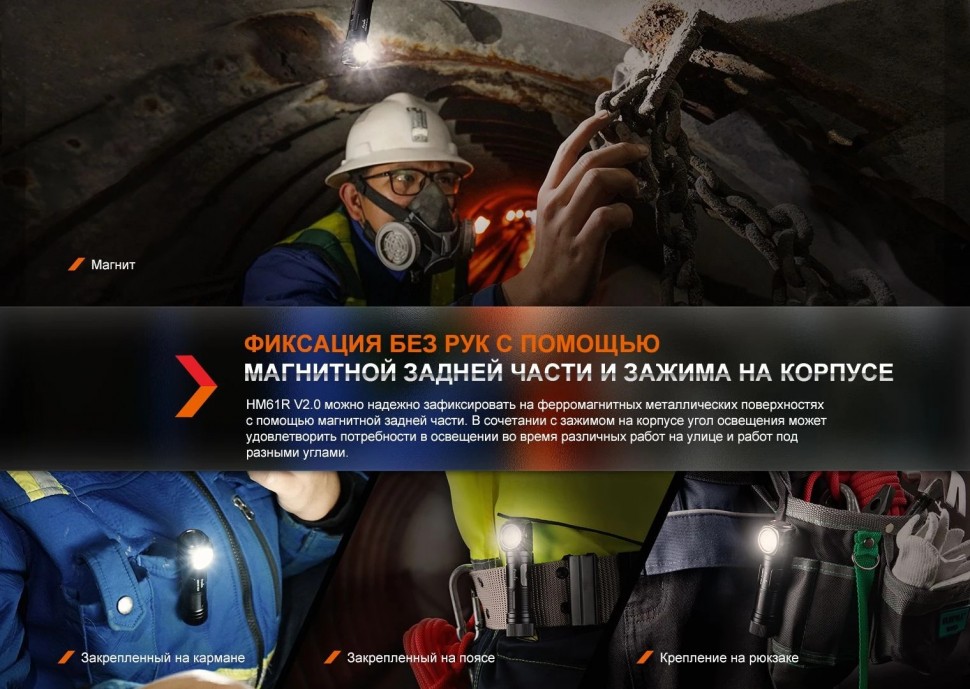 Магнит
ФИКСАЦИЯ БЕЗ РУК С ПОМОЩЬЮ
МАГНИТНОЙ ЗАДНЕЙ ЧАСТИ И ЗАЖИМА НА КОРПУСЕ
HM61R V2.0 можно надежно зафиксировать на ферромагнитных металлических поверхностях
с помощью магнитной задней части. В сочетании с зажимом на корпусе угол освещения может
удовлетворить потребности в освещении во время различных работ на улице и работ под
разными углами.
Закрепленный на кармане
Закрепленный на поясе
Крепление на рюкзаке